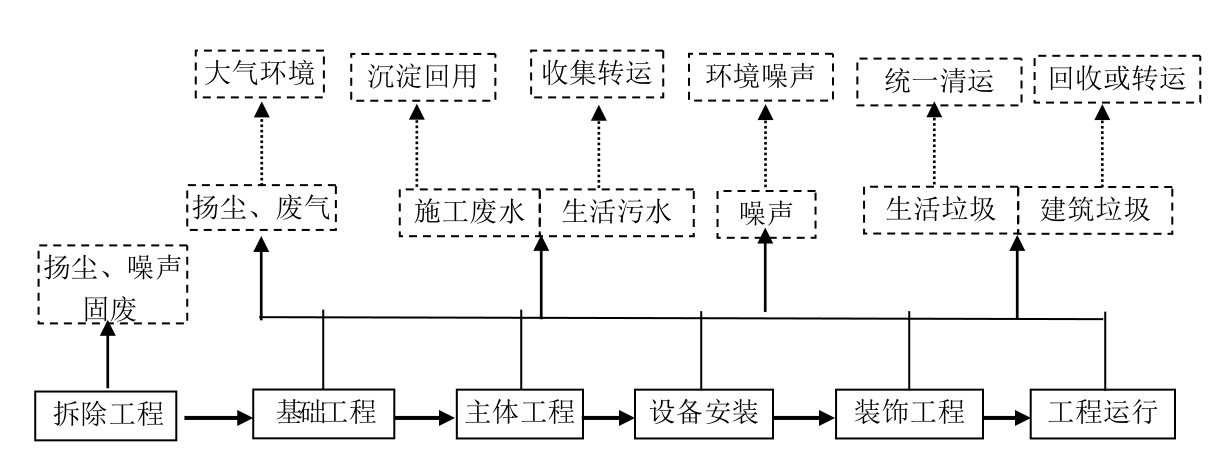 大气环境
沉淀回用
收集转运
环境噪声
统一清运
回收或转运
扬尘、废气
施工废水
生活污水
噪声
生活垃圾
建筑垃圾
扬尘、噪声
固废
拆除工程
基础工程
主体工程
设备安装
装饰工程
工程运行